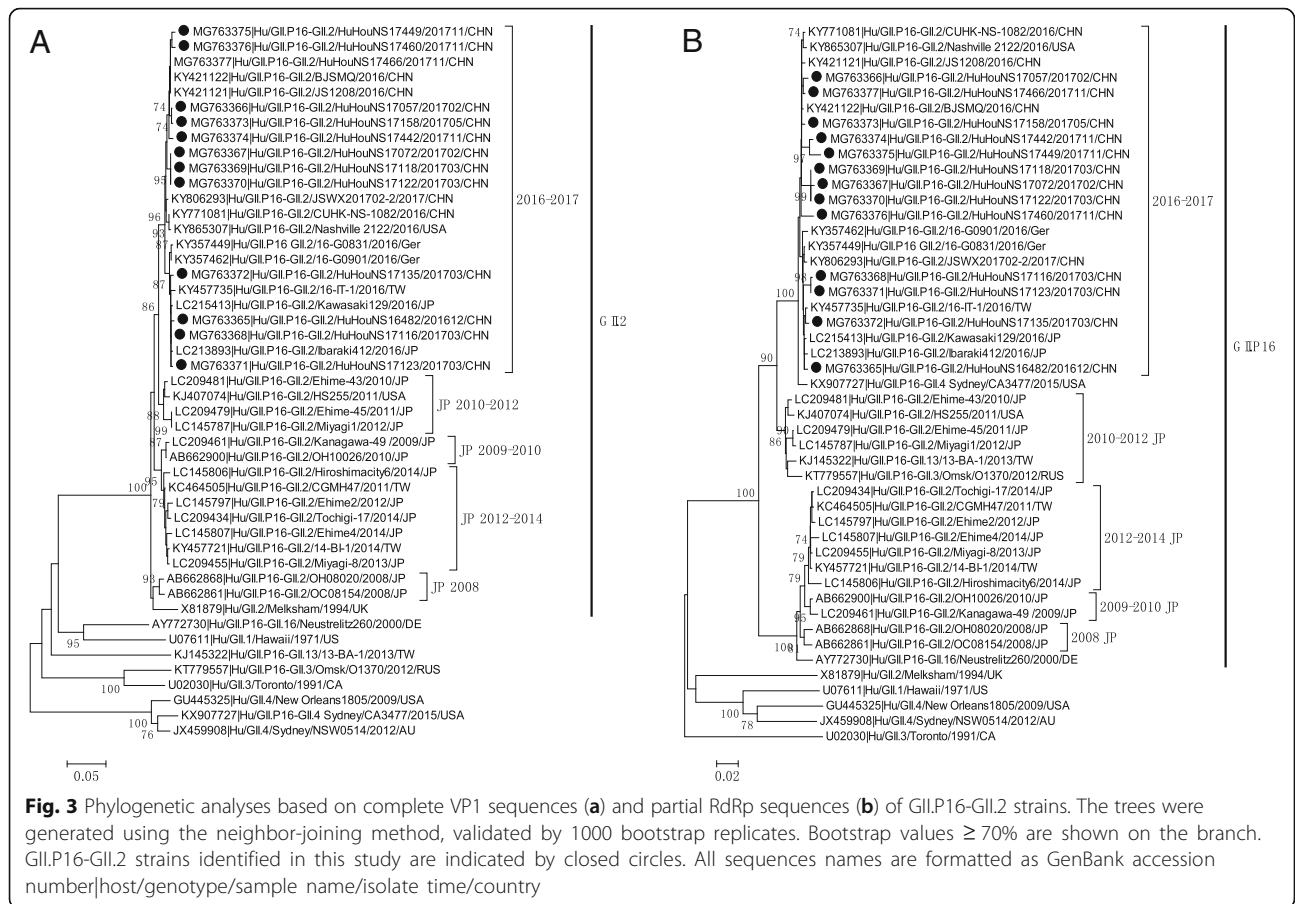 A
MG763375|Hu/GII.P16-GII.2/HuHouNS17449/201711/CHN
MG763376|Hu/GII.P16-GII.2/HuHouNS17460/201711/CHN
MG763377|Hu/GII.P16-GII.2/HuHouNS17466/201711/CHN
KY421122|Hu/GII.P16-GII.2/BJSMQ/2016/CHN
KY421121|Hu/GII.P16-GII.2/JS1208/2016/CHN
74
MG763366|Hu/GII.P16-GII.2/HuHouNS17057/201702/CHN
MG763373|Hu/GII.P16-GII.2/HuHouNS17158/201705/CHN
74
MG763374|Hu/GII.P16-GII.2/HuHouNS17442/201711/CHN
MG763367|Hu/GII.P16-GII.2/HuHouNS17072/201702/CHN
MG763369|Hu/GII.P16-GII.2/HuHouNS17118/201703/CHN
95
MG763370|Hu/GII.P16-GII.2/HuHouNS17122/201703/CHN
KY806293|Hu/GII.P16-GII.2/JSWX201702-2/2017/CHN
2016-2017
96
KY771081|Hu/GII.P16-GII.2/CUHK-NS-1082/2016/CHN
KY865307|Hu/GII.P16-GII.2/Nashville 2122/2016/USA
93
87
KY357449|Hu/GII.P16 GII.2/16-G0831/2016/Ger
KY357462|Hu/GII.P16-GII.2/16-G0901/2016/Ger
MG763372|Hu/GII.P16-GII.2/HuHouNS17135/201703/CHN
87
KY457735|Hu/GII.P16-GII.2/16-IT-1/2016/TW
86
LC215413|Hu/GII.P16-GII.2/Kawasaki129/2016/JP
MG763365|Hu/GII.P16-GII.2/HuHouNS16482/201612/CHN
G II.2
MG763368|Hu/GII.P16-GII.2/HuHouNS17116/201703/CHN
LC213893|Hu/GII.P16-GII.2/Ibaraki412/2016/JP
MG763371|Hu/GII.P16-GII.2/HuHouNS17123/201703/CHN
LC209481|Hu/GII.P16-GII.2/Ehime-43/2010/JP
KJ407074|Hu/GII.P16-GII.2/HS255/2011/USA
JP 2010-2012
88
LC209479|Hu/GII.P16-GII.2/Ehime-45/2011/JP
LC145787|Hu/GII.P16-GII.2/Miyagi1/2012/JP
99
87
LC209461|Hu/GII.P16-GII.2/Kanagawa-49 /2009/JP
JP 2009-2010
AB662900|Hu/GII.P16-GII.2/OH10026/2010/JP
LC145806|Hu/GII.P16-GII.2/Hiroshimacity6/2014/JP
95
100
KC464505|Hu/GII.P16-GII.2/CGMH47/2011/TW
79
LC145797|Hu/GII.P16-GII.2/Ehime2/2012/JP
LC209434|Hu/GII.P16-GII.2/Tochigi-17/2014/JP
JP 2012-2014
LC145807|Hu/GII.P16-GII.2/Ehime4/2014/JP
KY457721|Hu/GII.P16-GII.2/14-BI-1/2014/TW
LC209455|Hu/GII.P16-GII.2/Miyagi-8/2013/JP
93
AB662868|Hu/GII.P16-GII.2/OH08020/2008/JP
JP 2008
AB662861|Hu/GII.P16-GII.2/OC08154/2008/JP
X81879|Hu/GII.2/Melksham/1994/UK
AY772730|Hu/GII.P16-GII.16/Neustrelitz260/2000/DE
95
U07611|Hu/GII.1/Hawaii/1971/US
KJ145322|Hu/GII.P16-GII.13/13-BA-1/2013/TW
KT779557|Hu/GII.P16-GII.3/Omsk/O1370/2012/RUS
100
U02030|Hu/GII.3/Toronto/1991/CA
GU445325|Hu/GII.4/New Orleans1805/2009/USA
100
KX907727|Hu/GII.P16-GII.4 Sydney/CA3477/2015/USA
76
JX459908|Hu/GII.4/Sydney/NSW0514/2012/AU
0.05
B
74
KY771081|Hu/GII.P16-GII.2/CUHK-NS-1082/2016/CHN
KY865307|Hu/GII.P16-GII.2/Nashville 2122/2016/USA
KY421121|Hu/GII.P16-GII.2/JS1208/2016/CHN
MG763366|Hu/GII.P16-GII.2/HuHouNS17057/201702/CHN
MG763377|Hu/GII.P16-GII.2/HuHouNS17466/201711/CHN
KY421122|Hu/GII.P16-GII.2/BJSMQ/2016/CHN
MG763373|Hu/GII.P16-GII.2/HuHouNS17158/201705/CHN
MG763374|Hu/GII.P16-GII.2/HuHouNS17442/201711/CHN
97
MG763375|Hu/GII.P16-GII.2/HuHouNS17449/201711/CHN
MG763369|Hu/GII.P16-GII.2/HuHouNS17118/201703/CHN
MG763367|Hu/GII.P16-GII.2/HuHouNS17072/201702/CHN
99
MG763370|Hu/GII.P16-GII.2/HuHouNS17122/201703/CHN
2016-2017
MG763376|Hu/GII.P16-GII.2/HuHouNS17460/201711/CHN
KY357462|Hu/GII.P16-GII.2/16-G0901/2016/Ger
KY357449|Hu/GII.P16 GII.2/16-G0831/2016/Ger
KY806293|Hu/GII.P16-GII.2/JSWX201702-2/2017/CHN
98
MG763368|Hu/GII.P16-GII.2/HuHouNS17116/201703/CHN
MG763371|Hu/GII.P16-GII.2/HuHouNS17123/201703/CHN
100
KY457735|Hu/GII.P16-GII.2/16-IT-1/2016/TW
MG763372|Hu/GII.P16-GII.2/HuHouNS17135/201703/CHN
LC215413|Hu/GII.P16-GII.2/Kawasaki129/2016/JP
G II.P16
90
LC213893|Hu/GII.P16-GII.2/Ibaraki412/2016/JP
MG763365|Hu/GII.P16-GII.2/HuHouNS16482/201612/CHN
KX907727|Hu/GII.P16-GII.4 Sydney/CA3477/2015/USA
LC209481|Hu/GII.P16-GII.2/Ehime-43/2010/JP
KJ407074|Hu/GII.P16-GII.2/HS255/2011/USA
90
LC209479|Hu/GII.P16-GII.2/Ehime-45/2011/JP
86
LC145787|Hu/GII.P16-GII.2/Miyagi1/2012/JP
2010-2012 JP
KJ145322|Hu/GII.P16-GII.13/13-BA-1/2013/TW
KT779557|Hu/GII.P16-GII.3/Omsk/O1370/2012/RUS
100
LC209434|Hu/GII.P16-GII.2/Tochigi-17/2014/JP
KC464505|Hu/GII.P16-GII.2/CGMH47/2011/TW
LC145797|Hu/GII.P16-GII.2/Ehime2/2012/JP
74
LC145807|Hu/GII.P16-GII.2/Ehime4/2014/JP
2012-2014 JP
79
LC209455|Hu/GII.P16-GII.2/Miyagi-8/2013/JP
KY457721|Hu/GII.P16-GII.2/14-BI-1/2014/TW
79
LC145806|Hu/GII.P16-GII.2/Hiroshimacity6/2014/JP
AB662900|Hu/GII.P16-GII.2/OH10026/2010/JP
2009-2010 JP
95
LC209461|Hu/GII.P16-GII.2/Kanagawa-49 /2009/JP
AB662868|Hu/GII.P16-GII.2/OH08020/2008/JP
2008 JP
100
81
AB662861|Hu/GII.P16-GII.2/OC08154/2008/JP
AY772730|Hu/GII.P16-GII.16/Neustrelitz260/2000/DE
X81879|Hu/GII.2/Melksham/1994/UK
U07611|Hu/GII.1/Hawaii/1971/US
GU445325|Hu/GII.4/New Orleans1805/2009/USA
100
78
JX459908|Hu/GII.4/Sydney/NSW0514/2012/AU
U02030|Hu/GII.3/Toronto/1991/CA
0.02
Fig. 3 Phylogenetic analyses based on complete VP1 sequences (a) and partial RdRp sequences (b) of GII.P16-GII.2 strains. The trees were
generated using the neighbor-joining method, validated by 1000 bootstrap replicates. Bootstrap values ≥ 70% are shown on the branch.
GII.P16-GII.2 strains identified in this study are indicated by closed circles. All sequences names are formatted as GenBank accession
number|host/genotype/sample name/isolate time/country